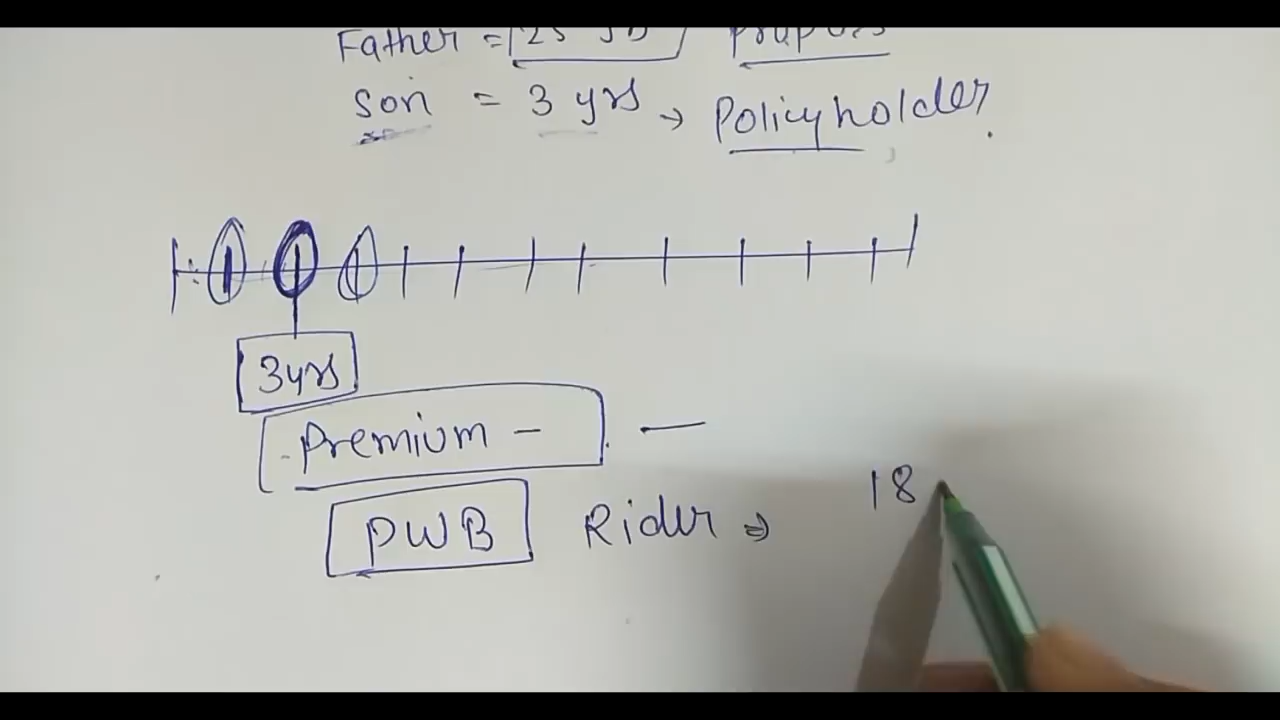 Father =
Son = 3 yrs → Policyholder.
3yrs
Premium - —
PWB Rider ⇒ 18